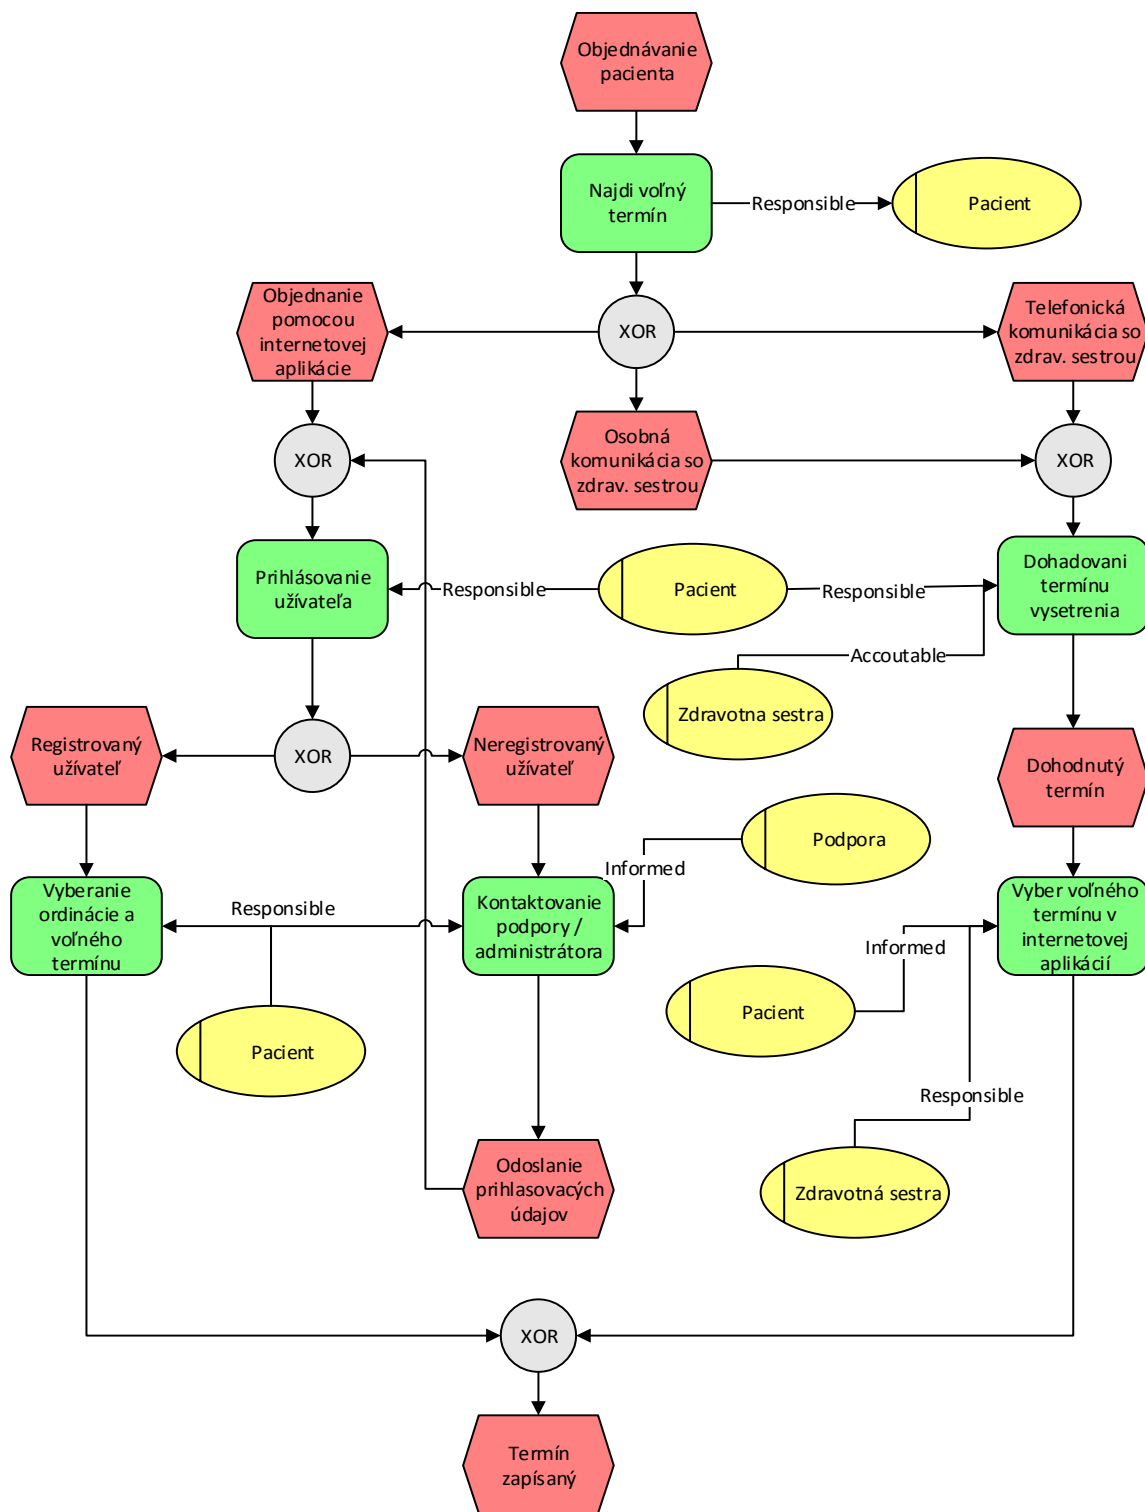 Objednávanie
pacienta
Najdi voľný
termín
Responsible
Pacient
Objednanie
pomocou
internetovej
aplikácie
XOR
Telefonická
komunikácia so
zdrav. sestrou
XOR
Osobná
komunikácia so
zdrav. sestrou
XOR
Prihlásovanie
užívateľa
Responsible
Pacient
Responsible
Dohadovani
termínu
vysetrenia
Accoutable
Zdravotna sestra
Registrovaný
užívateľ
XOR
Neregistrovaný
užívateľ
Dohodnutý
termín
Podpora
Informed
Vyberanie
ordinácie a
voľného
termínu
Responsible
Kontaktovanie
podpory /
administrátora
Vyber voľného
termínu v
internetovej
aplikácií
Informed
Pacient
Pacient
Responsible
Odoslanie
prihlasovacých
údajov
Zdravotná sestra
XOR
Termín
zapísaný